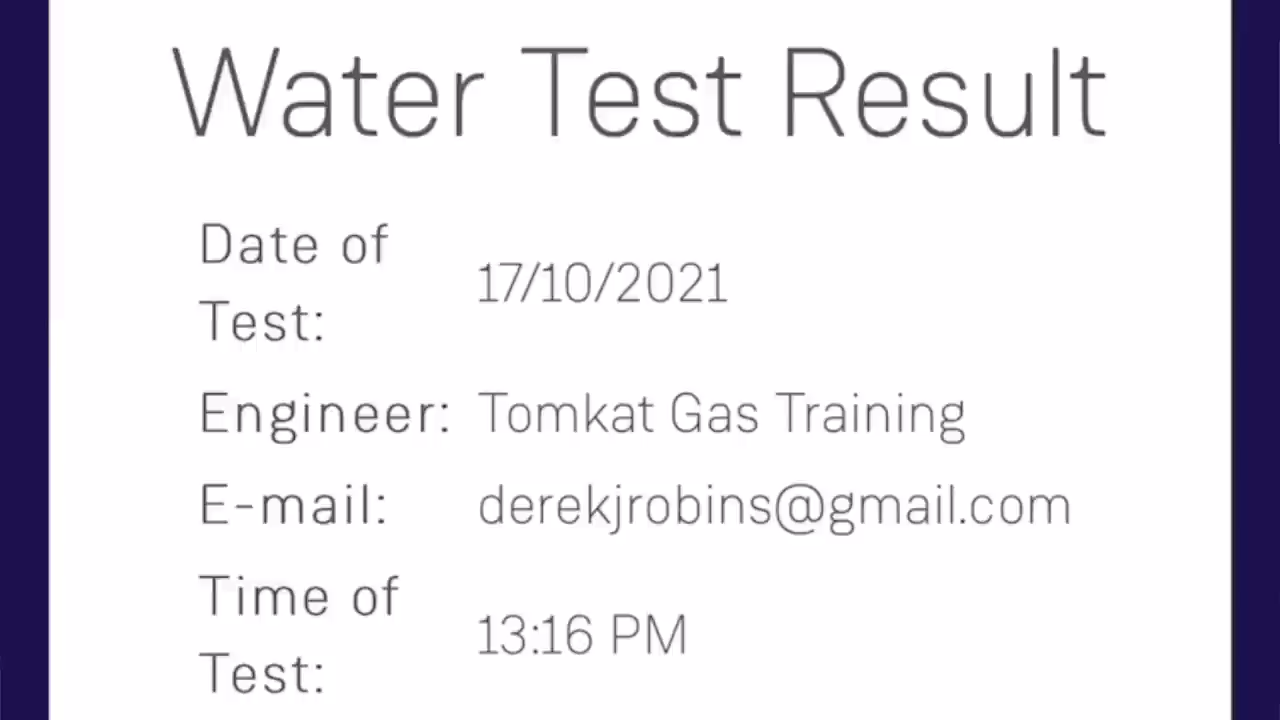 Water Test Result
Date of
Test:
17/10/2021
Engineer: Tomkat Gas Training
E-mail: derekjrobins@gmail.com
Time of
Test:
13:16 PM